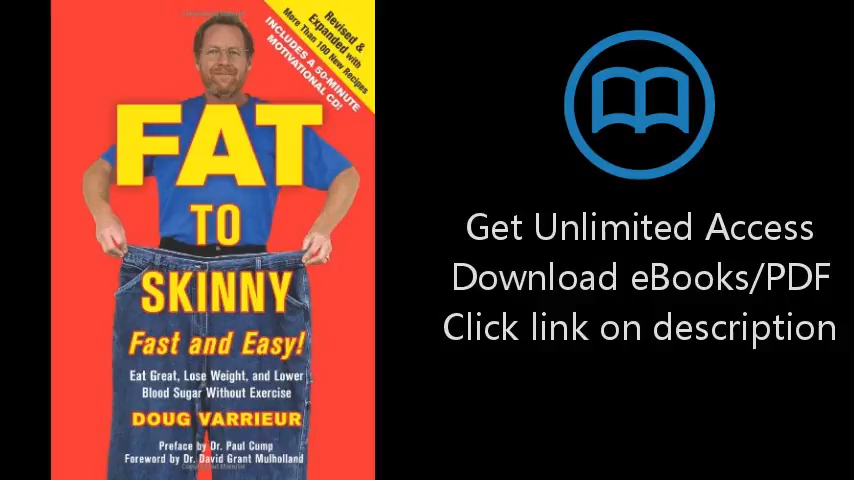 Revised &
Expanded with
More Than 100 New Recipes
INCLUDES A 50-MINUTE
MOTIVATIONAL CD!
FAT
TO
SKINNY
Fast and Easy!
Eat Great, Lose Weight, and Lower
Blood Sugar Without Exercise
DOUG VARRIEUR
Preface by Dr. Paul Cump
Foreword by Dr. David Grant Mulholland
Get Unlimited Access
Download eBooks/PDF
Click link on description